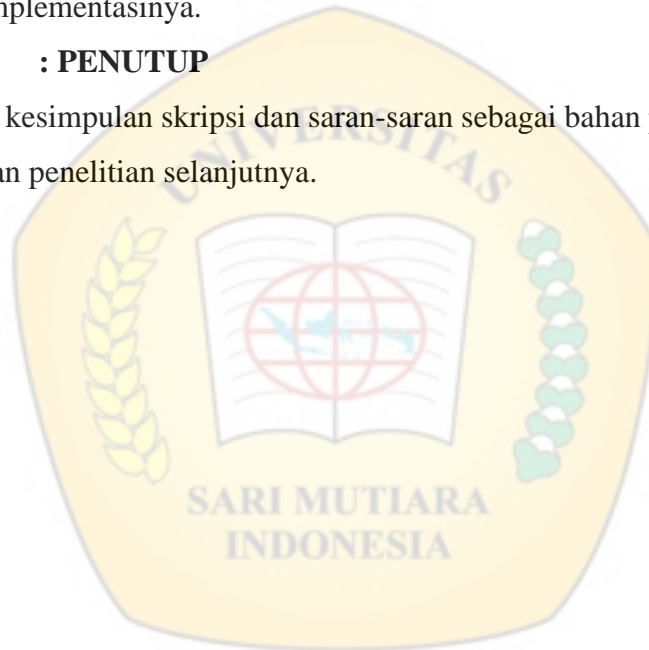 mplementasinya.
: PENUTUP
kesimpulan skripsi dan saran-saran sebagai bahan
an penelitian selanjutnya.
UNIVERSITAS
SARI MUTIARA
INDONESIA